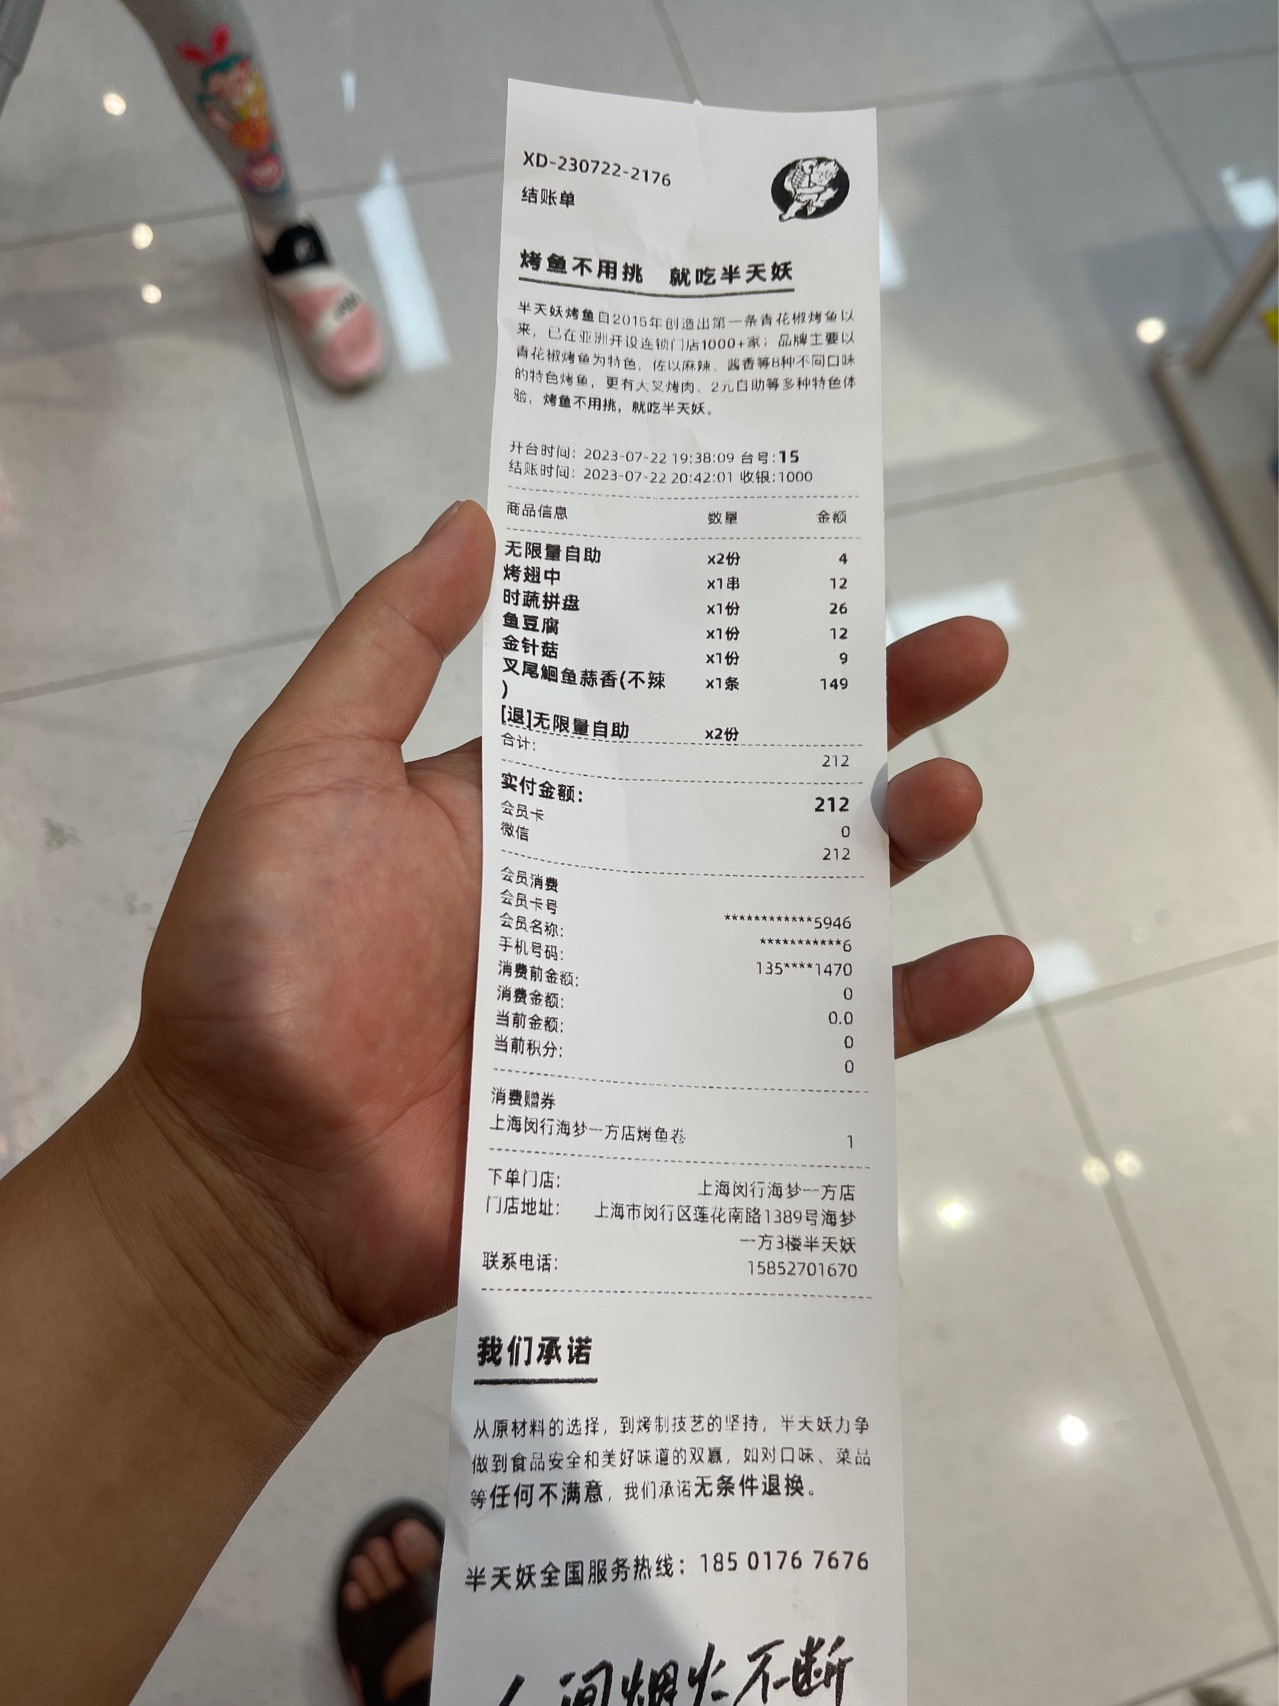 XD-230722-2176
结账单
烤鱼不用挑 就吃半天妖
半天妖烤鱼自2015年创造出第一条青花椒烤鱼以
来，已在亚洲开设连锁门店1000+家；品牌主要以
青花椒烤鱼为特色，佐以麻辣、酱香等8种不同口味
的特色烤鱼，更有大叉烤肉、2元自助等多种特色体
验，烤鱼不用挑，就吃半天妖。
开台时间：2023-07-22 19:38:09 台号:15
结账时间：2023-07-22 20:42:01 收银:1000
商品信息 数量 金额
无限量自助 x2份 4
烤翅中 x1串 12
时蔬拼盘 x1份 26
鱼豆腐 x1份 12
金针菇 x1份 9
叉尾鮰鱼蒜香(不辣 x1条 149
)
[退]无限量自助 x2份
合计: 212
实付金额: 212
会员卡 0
微信 212
会员消费
会员卡号 ************5946
会员名称: ***********6
手机号码: 135****1470
消费前金额: 0
消费金额: 0.0
当前金额: 0
当前积分: 0
消费赠券
上海闵行海梦一方店烤鱼卷 1
下单门店: 上海闵行海梦一方店
门店地址: 上海市闵行区莲花南路1389号海梦
一方3楼半天妖
联系电话: 15852701670
我们承诺
从原材料的选择，到烤制技艺的坚持，半天妖力争
做到食品安全和美好味道的双赢，如对口味、菜品
等任何不满意，我们承诺无条件退换。
半天妖全国服务热线：185 0176 7676
人间烟火不断